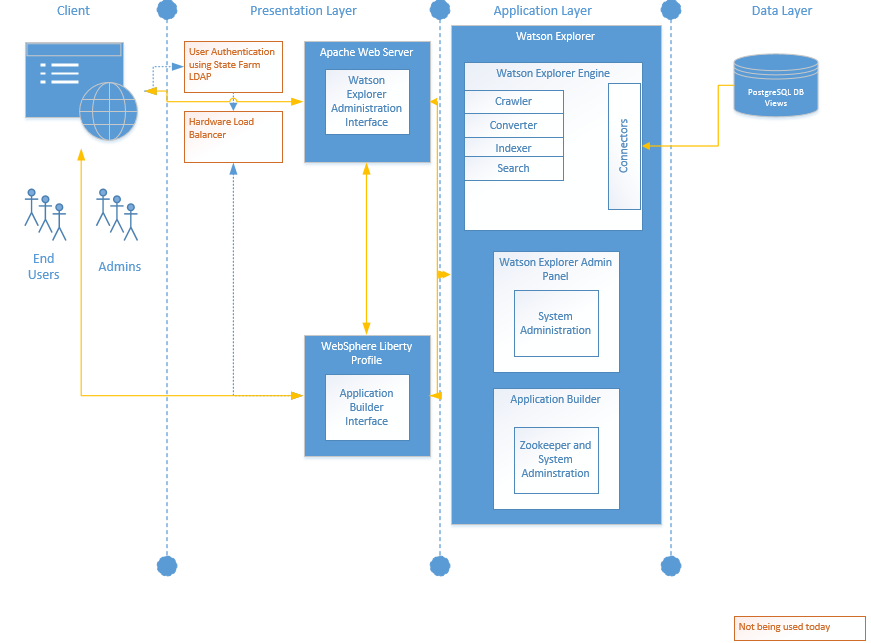 Client
Presentation Layer
Application Layer
Data Layer
User Authentication
using State Farm
LDAP
Hardware Load
Balancer
Apache Web Server
Watson
Explorer
Administration
Interface
Watson Explorer
Watson Explorer Engine
Crawler
Converter
Indexer
Search
Connectors
PostgreSQL DB
Views
End
Users
Admins
Watson Explorer Admin
Panel
System
Administration
WebSphere Liberty
Profile
Application
Builder
Interface
Application Builder
Zookeeper and
System
Adminstration
Not being used today